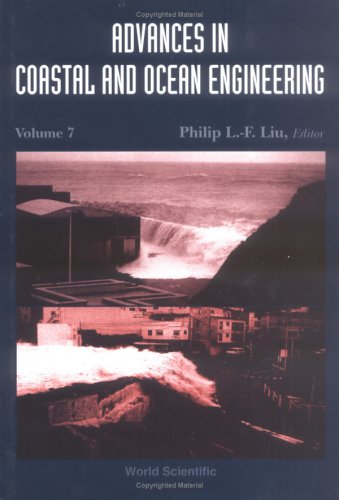 Copyrighted Material
ADVANCES IN
COASTAL AND OCEAN ENGINEERING
Volume 7
Philip L.-F. Liu, Editor
World Scientific
Copyrighted Material